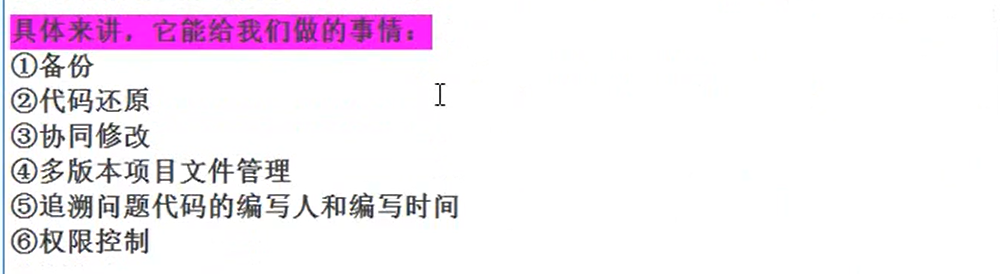 具体来讲，它能给我们做的事情：
①备份
②代码还原
③协同修改
④多版本项目文件管理
⑤追溯问题代码的编写人和编写时间
⑥权限控制